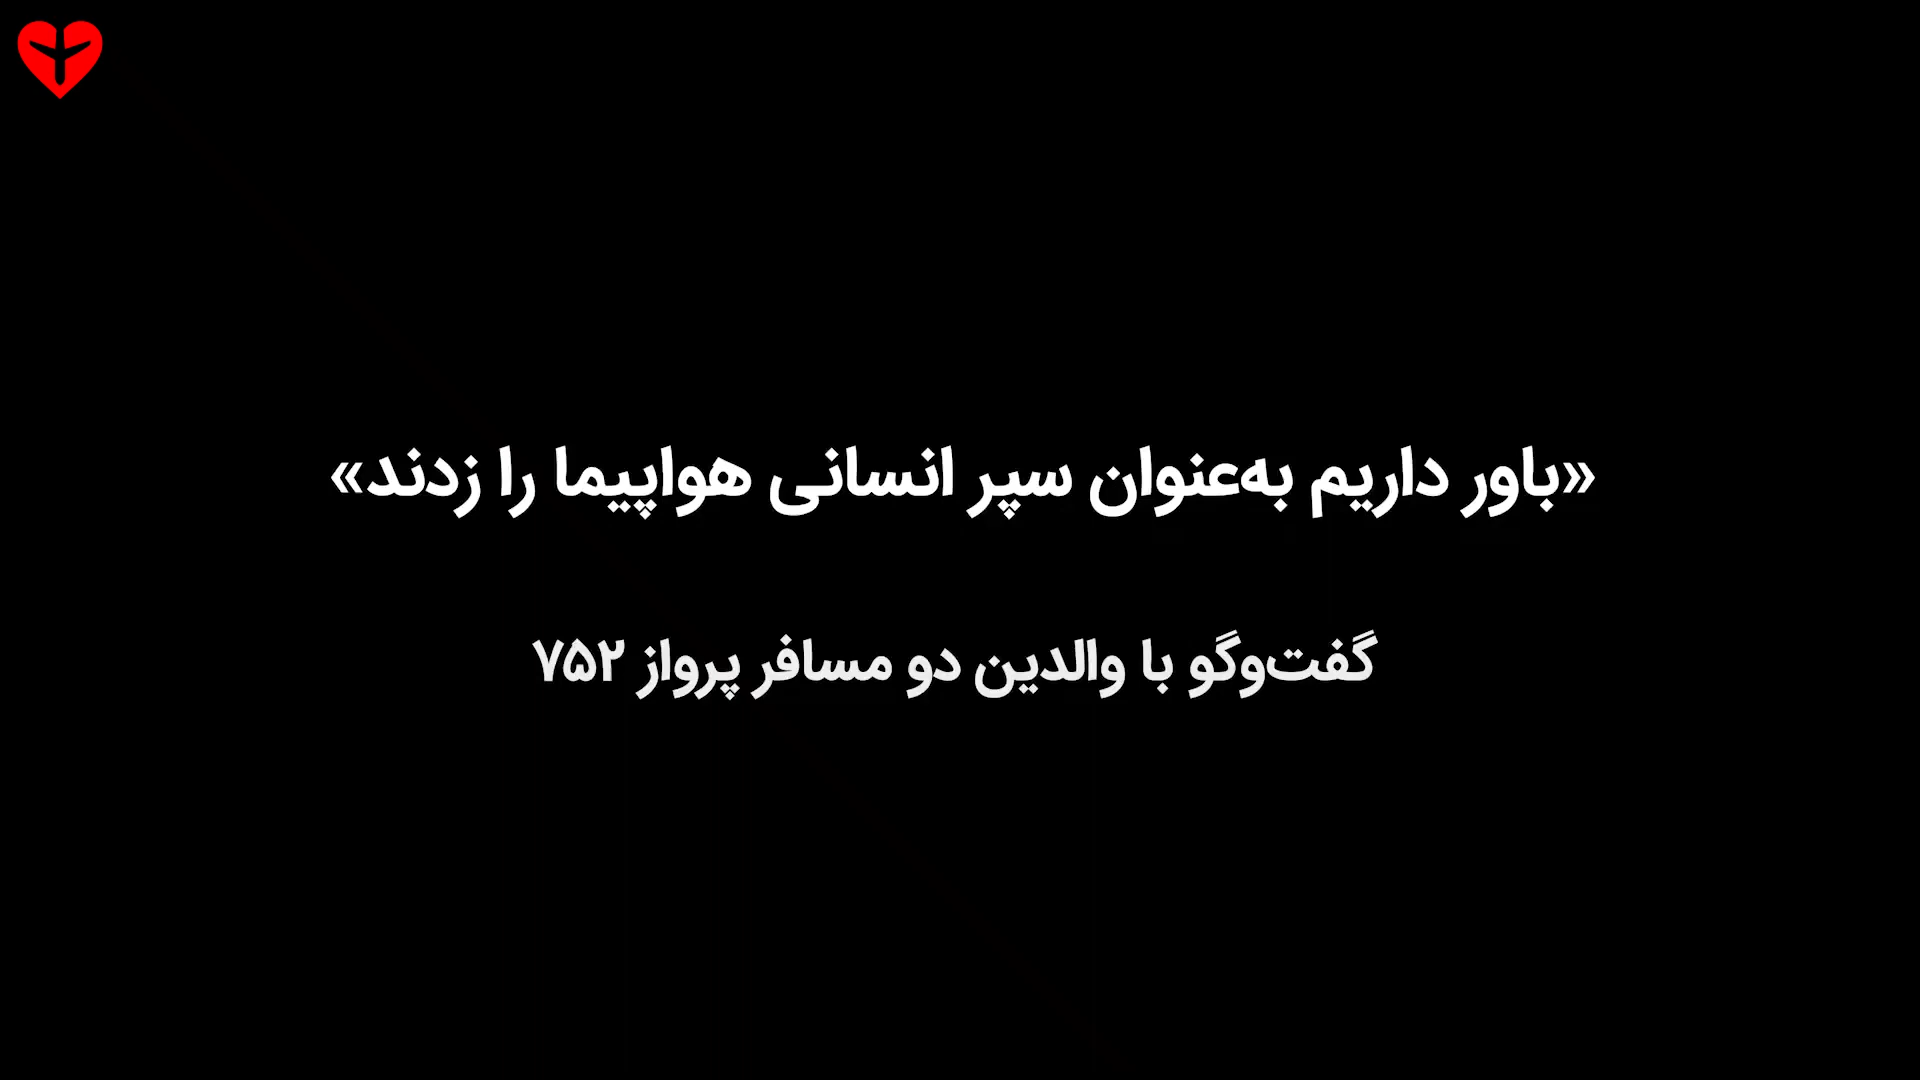 «باور داریم به‌عنوان سپر انسانی هواپیما را زدند»
گفت‌وگو با والدین دو مسافر پرواز ۷۵۲